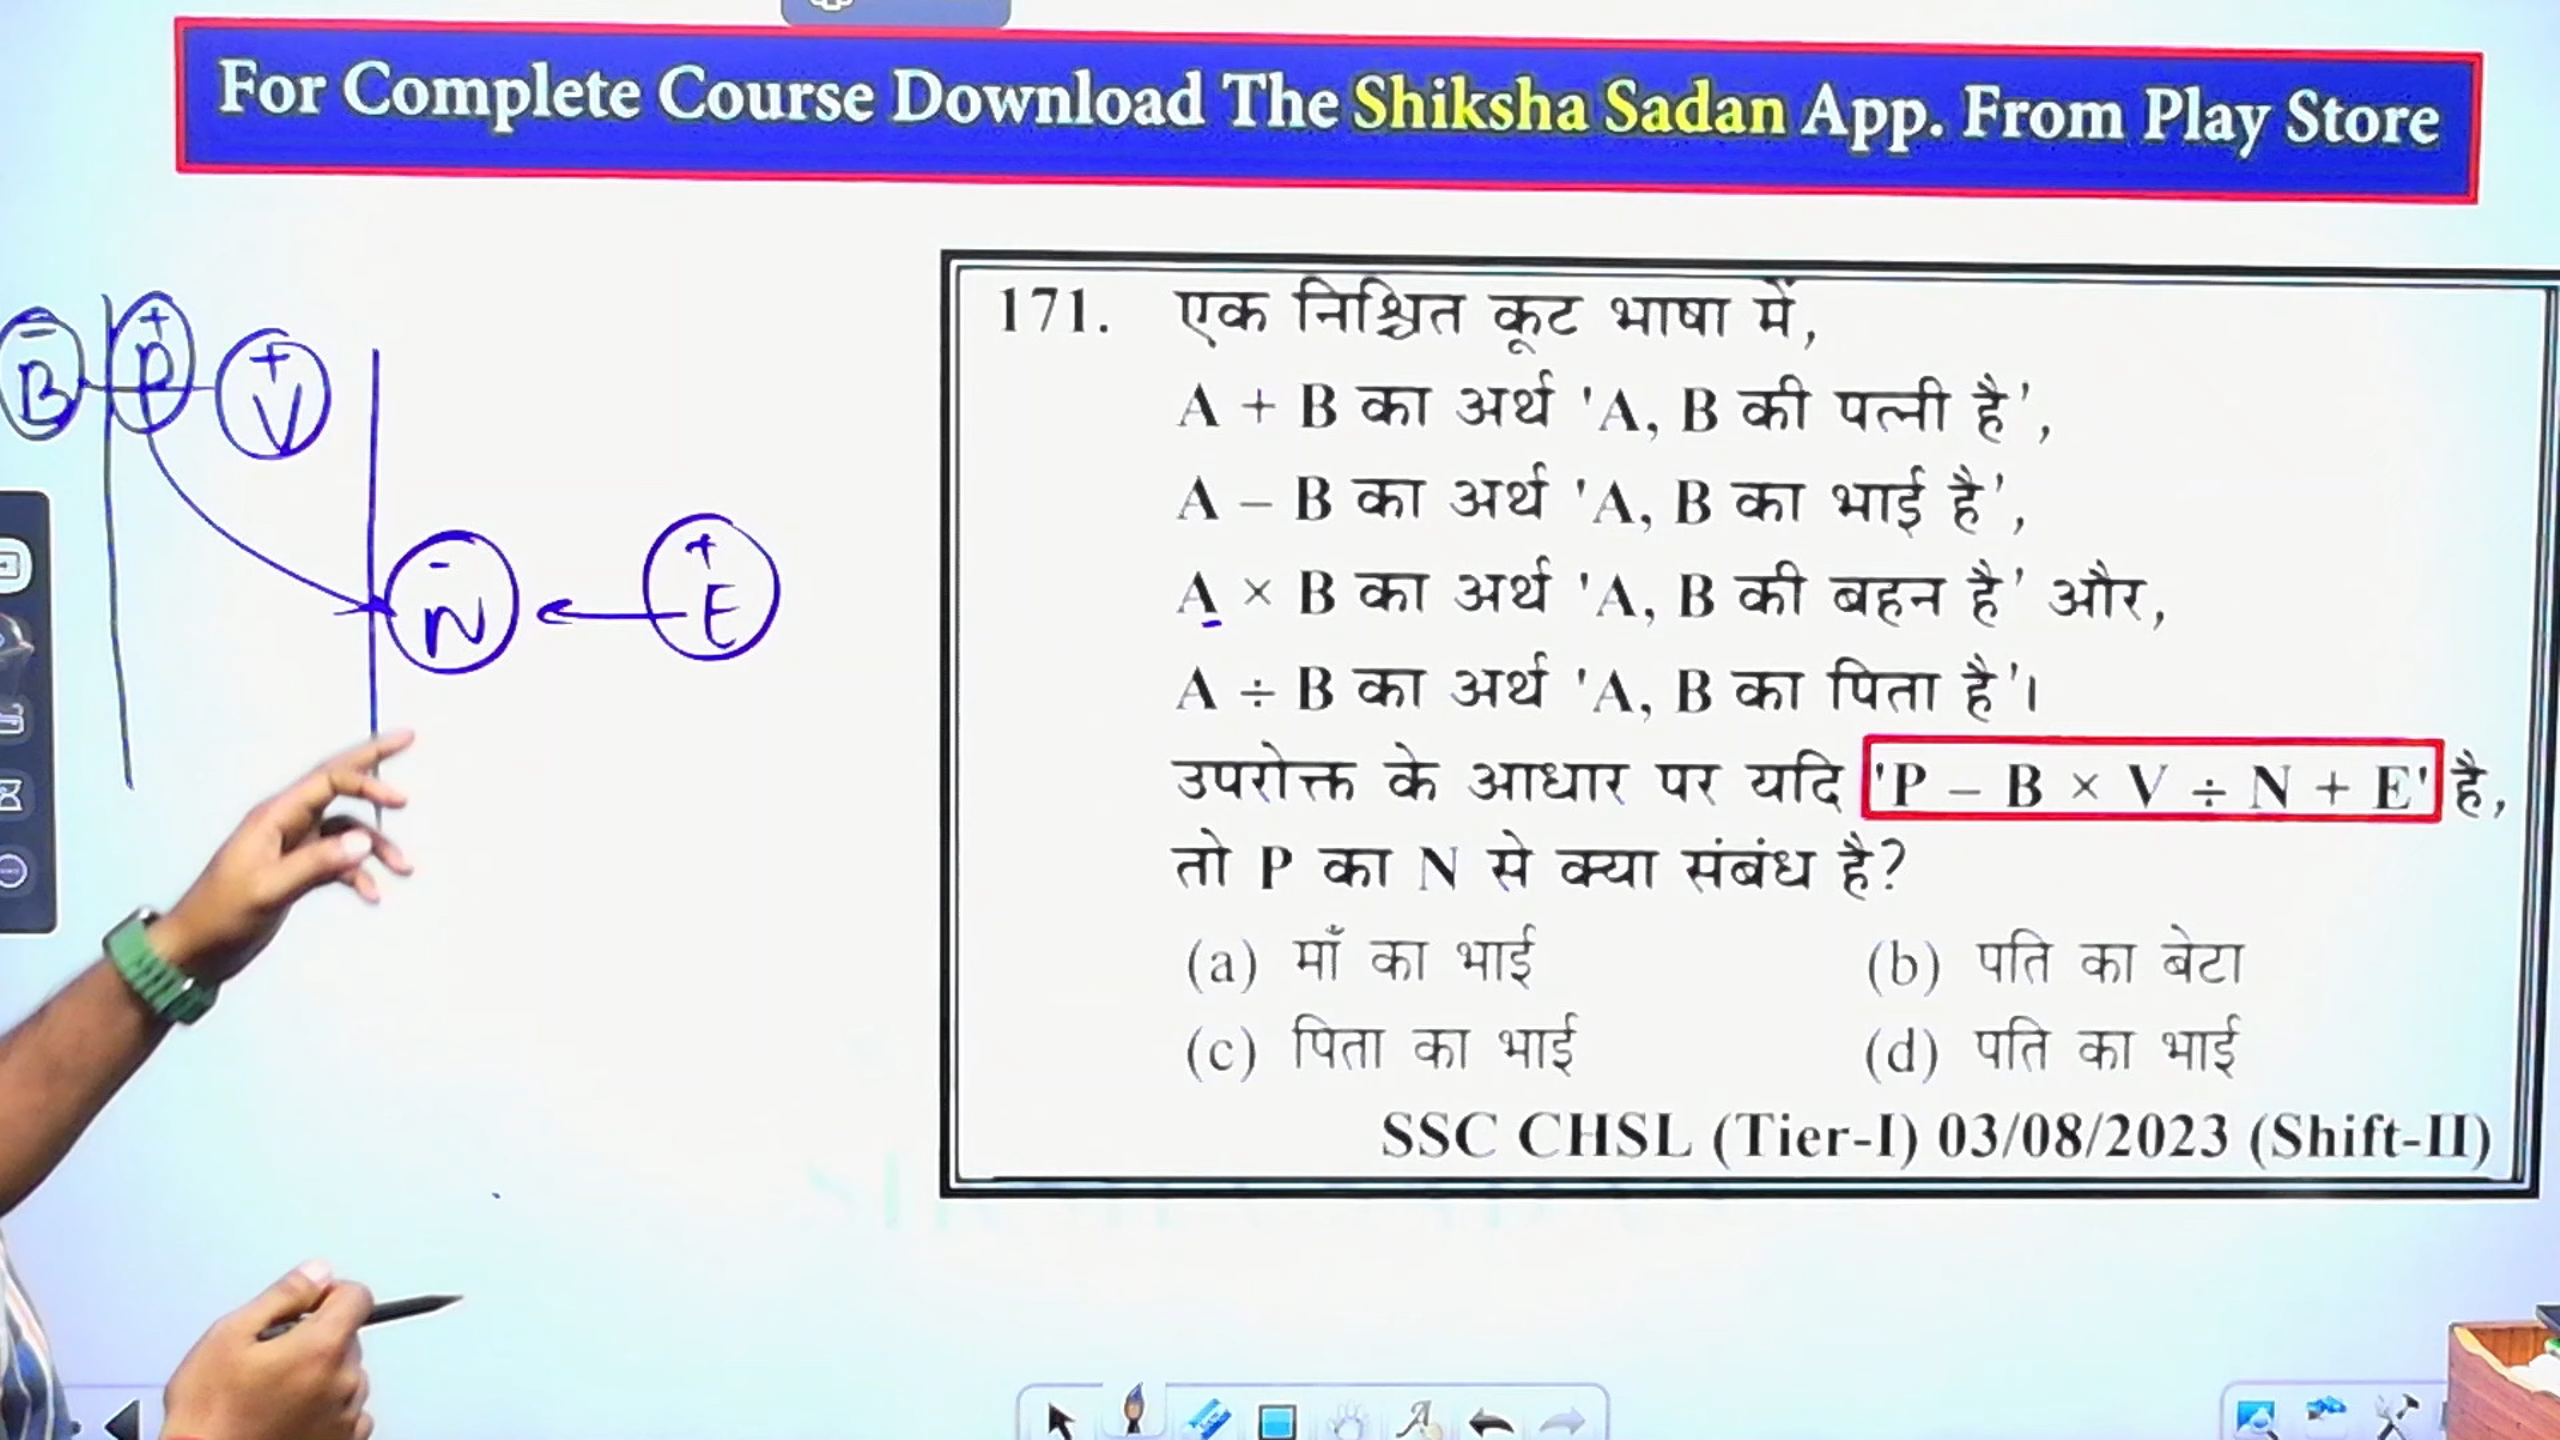 For Complete Course Download The Shiksha Sadan App. From Play Store
171. एक निश्चित कूट भाषा में,
A + B का अर्थ 'A, B की पत्नी है',
A – B का अर्थ 'A, B का भाई है',
A × B का अर्थ 'A, B की बहन है' और,
A ÷ B का अर्थ 'A, B का पिता है'।
उपरोक्त के आधार पर यदि 'P – B × V ÷ N + E' है,
तो P का N से क्या संबंध है?
(a) माँ का भाई (b) पति का बेटा
(c) पिता का भाई (d) पति का भाई
SSC CHSL (Tier-I) 03/08/2023 (Shift-II)
- + +
B P V
- +
N E